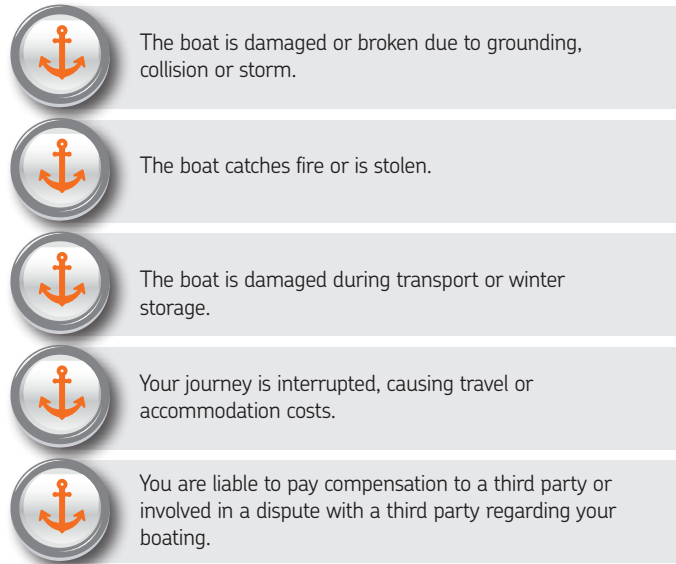 The boat is damaged or broken due to grounding,
collision or storm.
The boat catches fire or is stolen.
The boat is damaged during transport or winter
storage.
Your journey is interrupted, causing travel or
accommodation costs.
You are liable to pay compensation to a third party or
involved in a dispute with a third party regarding your
boating.